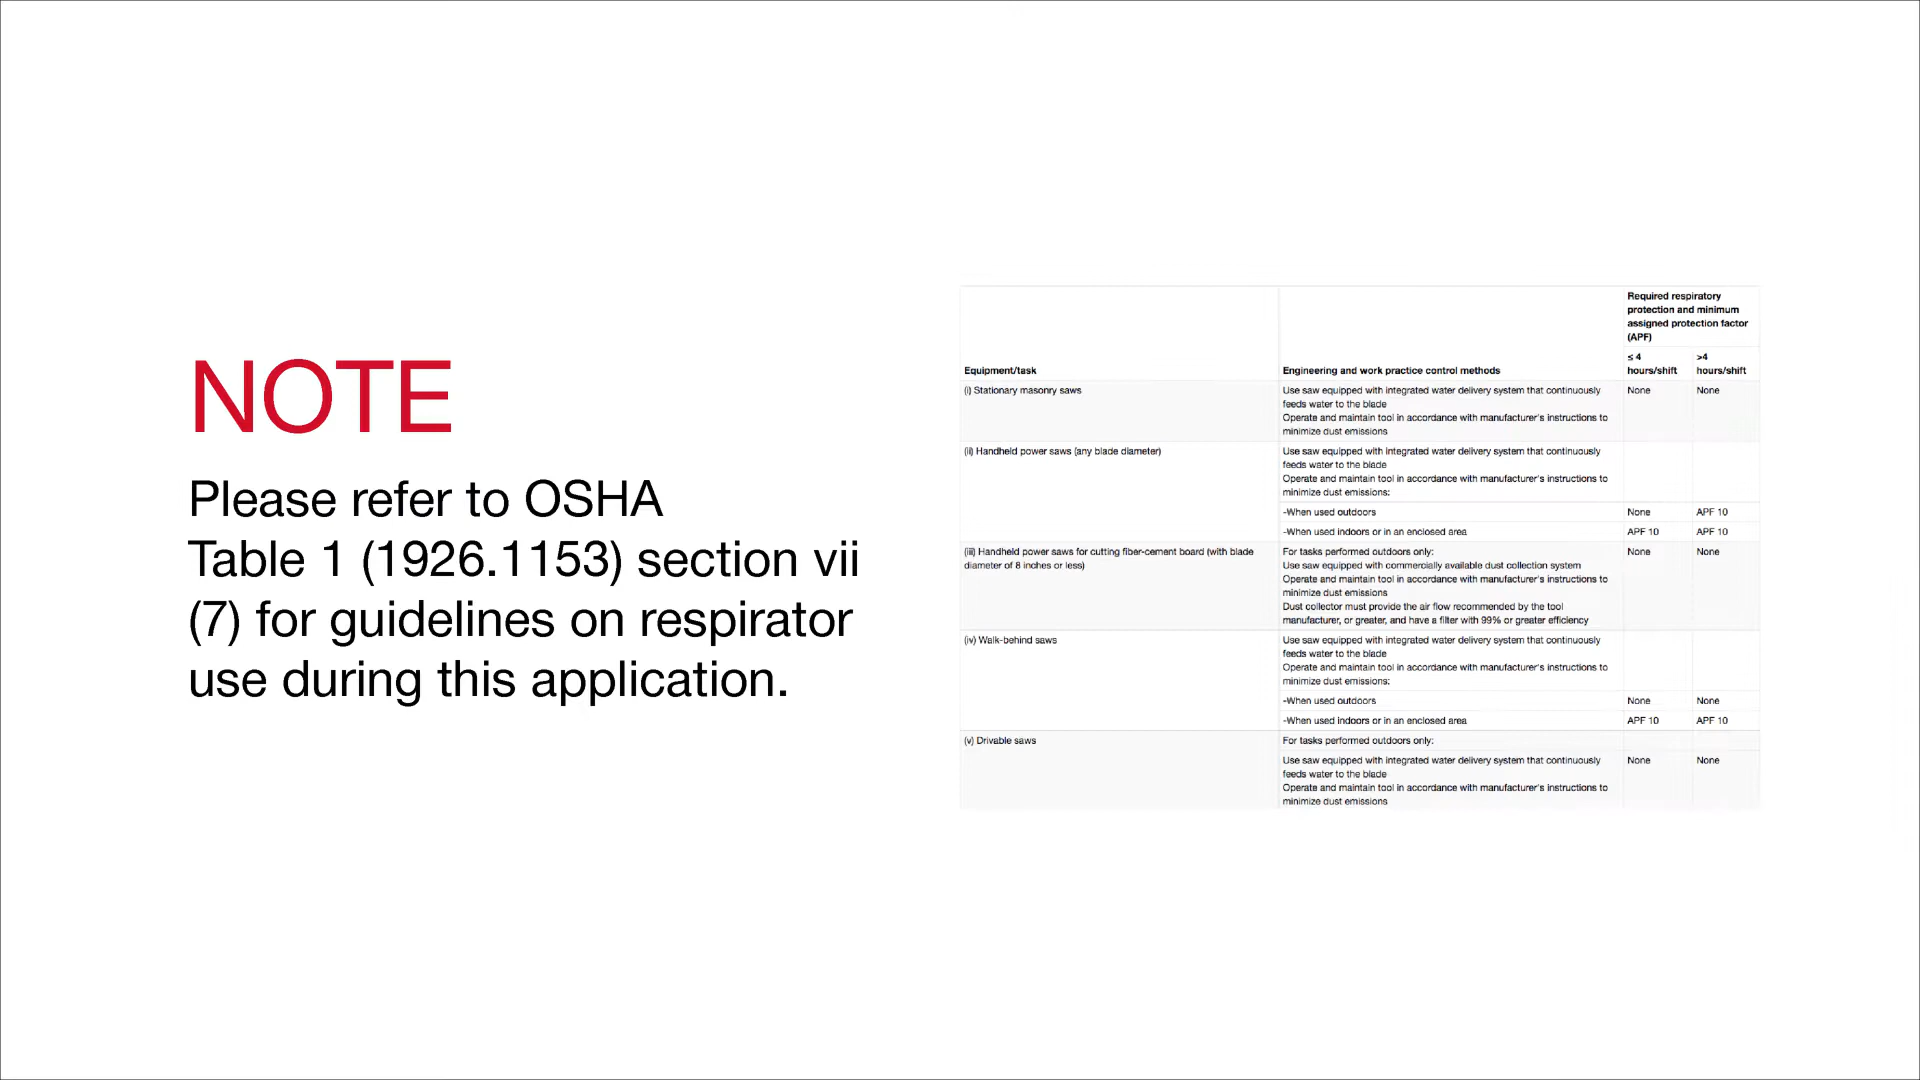 NOTE
Please refer to OSHA
Table 1 (1926.1153) section vii
(7) for guidelines on respirator
use during this application.
Required respiratory
protection and minimum
assigned protection factor
(APF)
≤ 4 >4
Equipment/task Engineering and work practice control methods hours/shift hours/shift
(i) Stationary masonry saws Use saw equipped with integrated water delivery system that continuously None None
feeds water to the blade
Operate and maintain tool in accordance with manufacturer's instructions to
minimize dust emissions
(ii) Handheld power saws (any blade diameter) Use saw equipped with integrated water delivery system that continuously
feeds water to the blade
Operate and maintain tool in accordance with manufacturer's instructions to
minimize dust emissions:
-When used outdoors None APF 10
-When used indoors or in an enclosed area APF 10 APF 10
(iii) Handheld power saws for cutting fiber-cement board (with blade For tasks performed outdoors only: None None
diameter of 8 inches or less) Use saw equipped with commercially available dust collection system
Operate and maintain tool in accordance with manufacturer's instructions to
minimize dust emissions
Dust collector must provide the air flow recommended by the tool
manufacturer, or greater, and have a filter with 99% or greater efficiency
(iv) Walk-behind saws Use saw equipped with integrated water delivery system that continuously
feeds water to the blade
Operate and maintain tool in accordance with manufacturer's instructions to
minimize dust emissions:
-When used outdoors None None
-When used indoors or in an enclosed area APF 10 APF 10
(v) Drivable saws For tasks performed outdoors only:
Use saw equipped with integrated water delivery system that continuously None None
feeds water to the blade
Operate and maintain tool in accordance with manufacturer's instructions to
minimize dust emissions